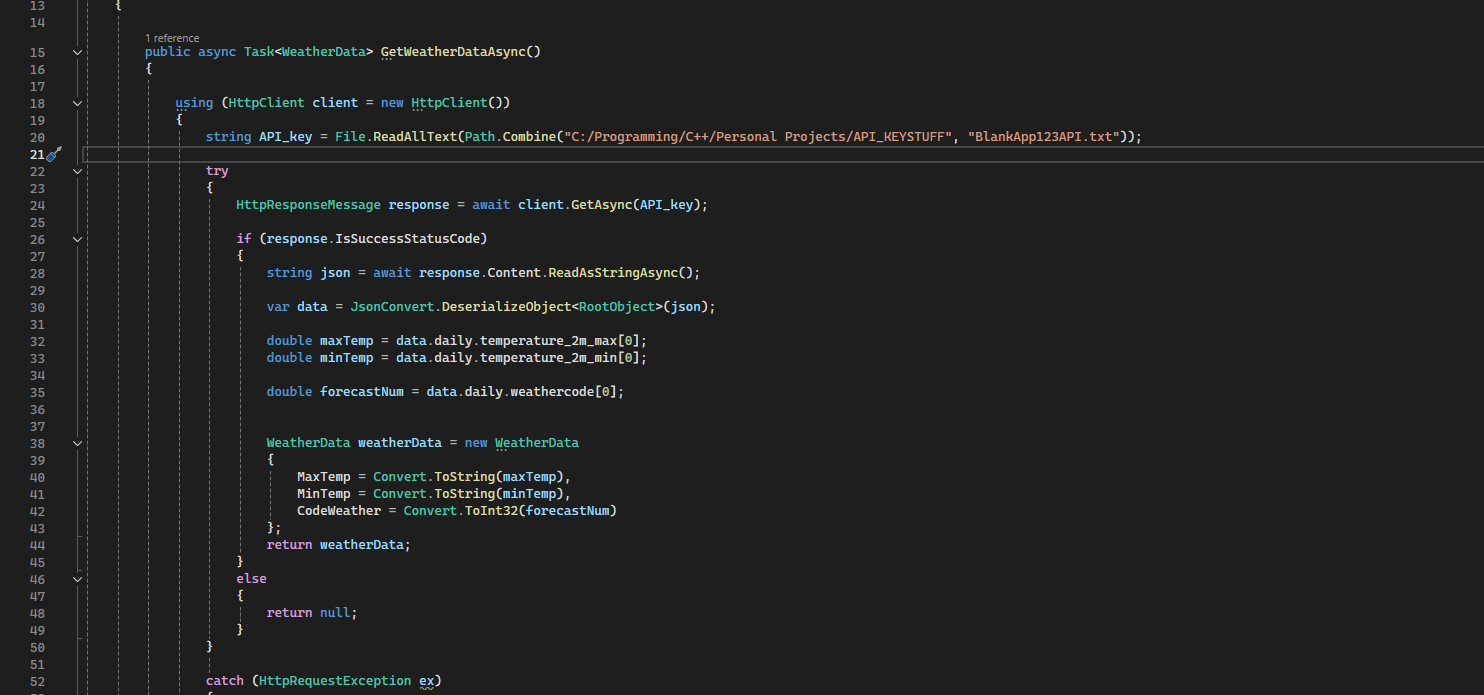 13 {
14
1 reference
15 public async Task<WeatherData> GetWeatherDataAsync()
16 {
17
18 using (HttpClient client = new HttpClient())
19 {
20 string API_key = File.ReadAllText(Path.Combine("C:/Programming/C++/Personal Projects/API_KEYSTUFF", "BlankApp123API.txt"));
21
22 try
23 {
24 HttpResponseMessage response = await client.GetAsync(API_key);
25
26 if (response.IsSuccessStatusCode)
27 {
28 string json = await response.Content.ReadAsStringAsync();
29
30 var data = JsonConvert.DeserializeObject<RootObject>(json);
31
32 double maxTemp = data.daily.temperature_2m_max[0];
33 double minTemp = data.daily.temperature_2m_min[0];
34
35 double forecastNum = data.daily.weathercode[0];
36
37
38 WeatherData weatherData = new WeatherData
39 {
40 MaxTemp = Convert.ToString(maxTemp),
41 MinTemp = Convert.ToString(minTemp),
42 CodeWeather = Convert.ToInt32(forecastNum)
43 };
44 return weatherData;
45 }
46 else
47 {
48 return null;
49 }
50 }
51
52 catch (HttpRequestException ex)